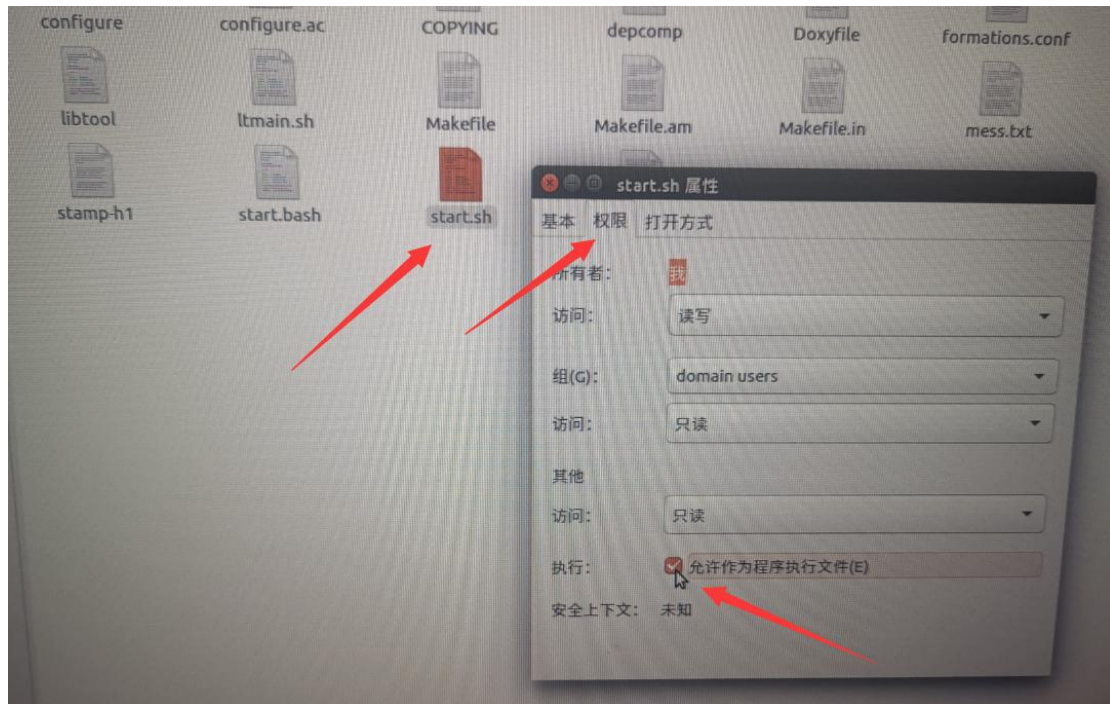 configure configure.ac COPYING depcomp Doxyfile formations.conf
libtool ltmain.sh Makefile Makefile.am Makefile.in mess.txt
stamp-h1 start.bash start.sh
start.sh 属性
基本 权限 打开方式
所有者: 我
访问: 读写
组(G): domain users
访问: 只读
其他
访问: 只读
执行: 允许作为程序执行文件(E)
安全上下文: 未知